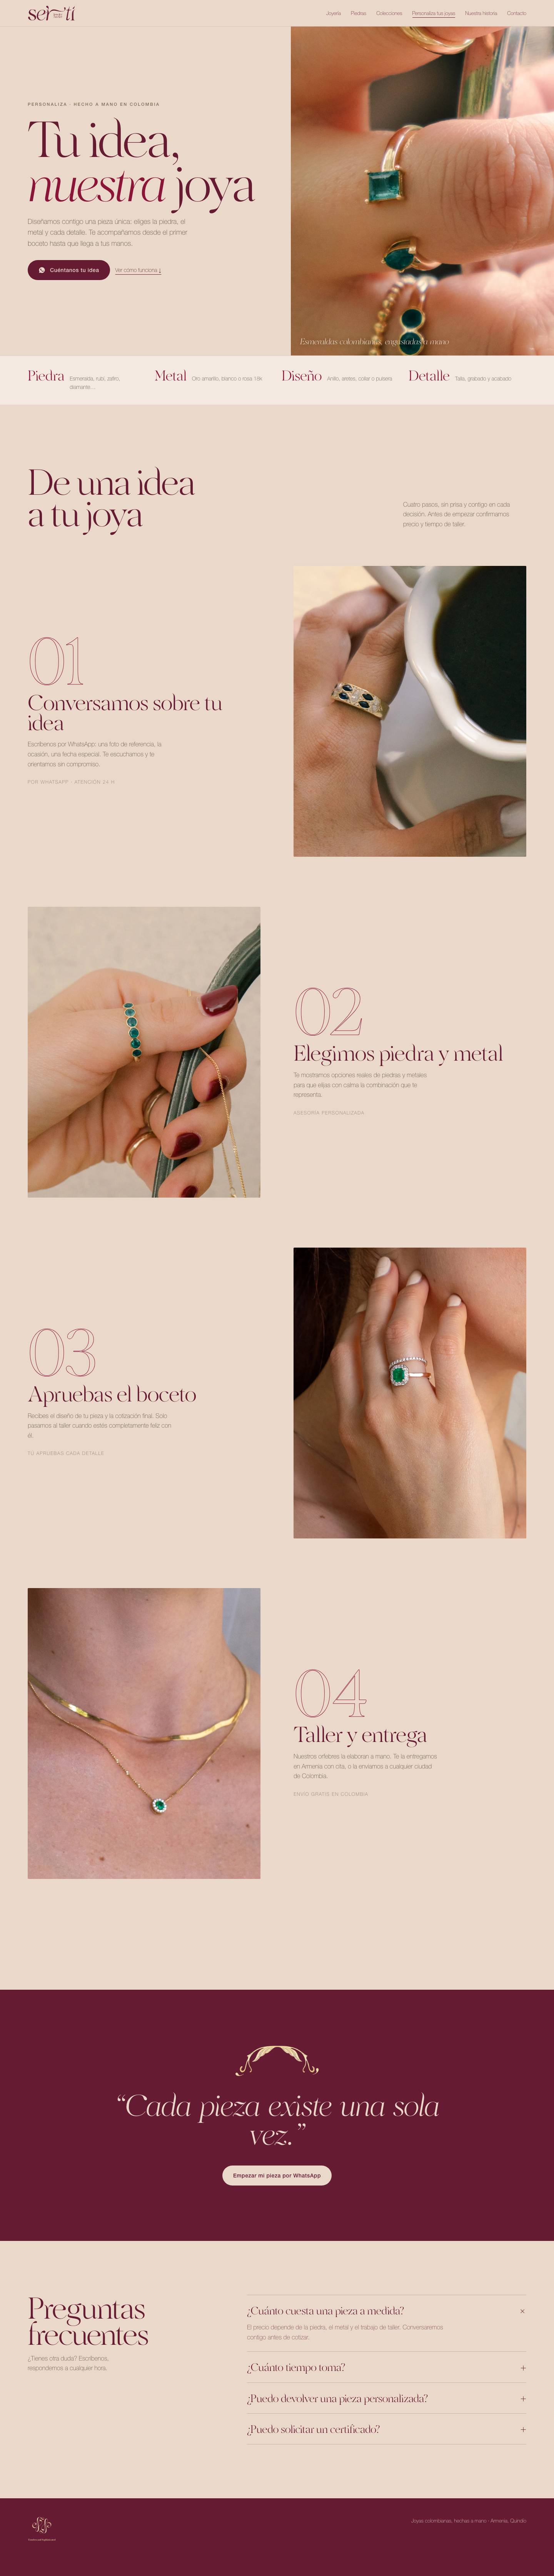 sen tí
Joyería Piedras Colecciones Personaliza tus joyas Nuestra historia Contacto
PERSONALIZA · HECHO A MANO EN COLOMBIA
Tu idea,
nuestra joya
Diseñamos contigo una pieza única: eliges la piedra, el
metal y cada detalle. Te acompañamos desde el primer
boceto hasta que llega a tus manos.
Cuéntanos tu idea Ver cómo funciona ↓
Esmeraldas colombianas, engastadas a mano
Piedra Esmeralda, rubí, zafiro,
diamante…
Metal Oro amarillo, blanco o rosa 18k
Diseño Anillo, aretes, collar o pulsera
Detalle Talla, grabado y acabado
De una idea
a tu joya
Cuatro pasos, sin prisa y contigo en cada
decisión. Antes de empezar confirmamos
precio y tiempo de taller.
01
Conversamos sobre tu
idea
Escríbenos por WhatsApp: una foto de referencia, la
ocasión, una fecha especial. Te escuchamos y te
orientamos sin compromiso.
POR WHATSAPP · ATENCIÓN 24 H
02
Elegimos piedra y metal
Te mostramos opciones reales de piedras y metales
para que elijas con calma la combinación que te
representa.
ASESORÍA PERSONALIZADA
03
Apruebas el boceto
Recibes el diseño de tu pieza y la cotización final. Solo
pasamos al taller cuando estés completamente feliz con
él.
TÚ APRUEBAS CADA DETALLE
04
Taller y entrega
Nuestros orfebres la elaboran a mano. Te la entregamos
en Armenia con cita, o la enviamos a cualquier ciudad
de Colombia.
ENVÍO GRATIS EN COLOMBIA
“Cada pieza existe una sola
vez.”
Empezar mi pieza por WhatsApp
Preguntas
frecuentes
¿Tienes otra duda? Escríbenos,
respondemos a cualquier hora.
¿Cuánto cuesta una pieza a medida?
El precio depende de la piedra, el metal y el trabajo de taller. Conversaremos
contigo antes de cotizar.
¿Cuánto tiempo toma?
¿Puedo devolver una pieza personalizada?
¿Puedo solicitar un certificado?
Joyas colombianas, hechas a mano · Armenia, Quindío